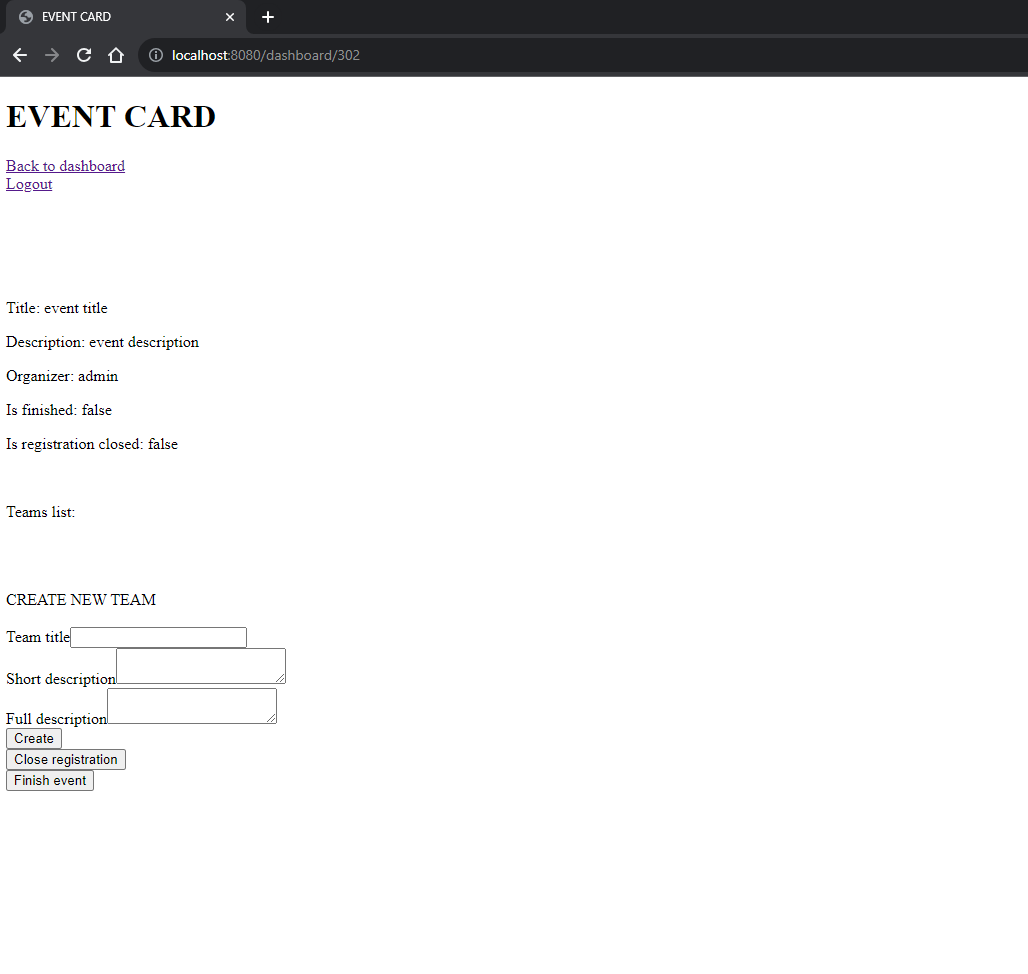 EVENT CARD
localhost:8080/dashboard/302
EVENT CARD
Back to dashboard
Logout
Title: event title
Description: event description
Organizer: admin
Is finished: false
Is registration closed: false
Teams list:
CREATE NEW TEAM
Team title
Short description
Full description
Create
Close registration
Finish event